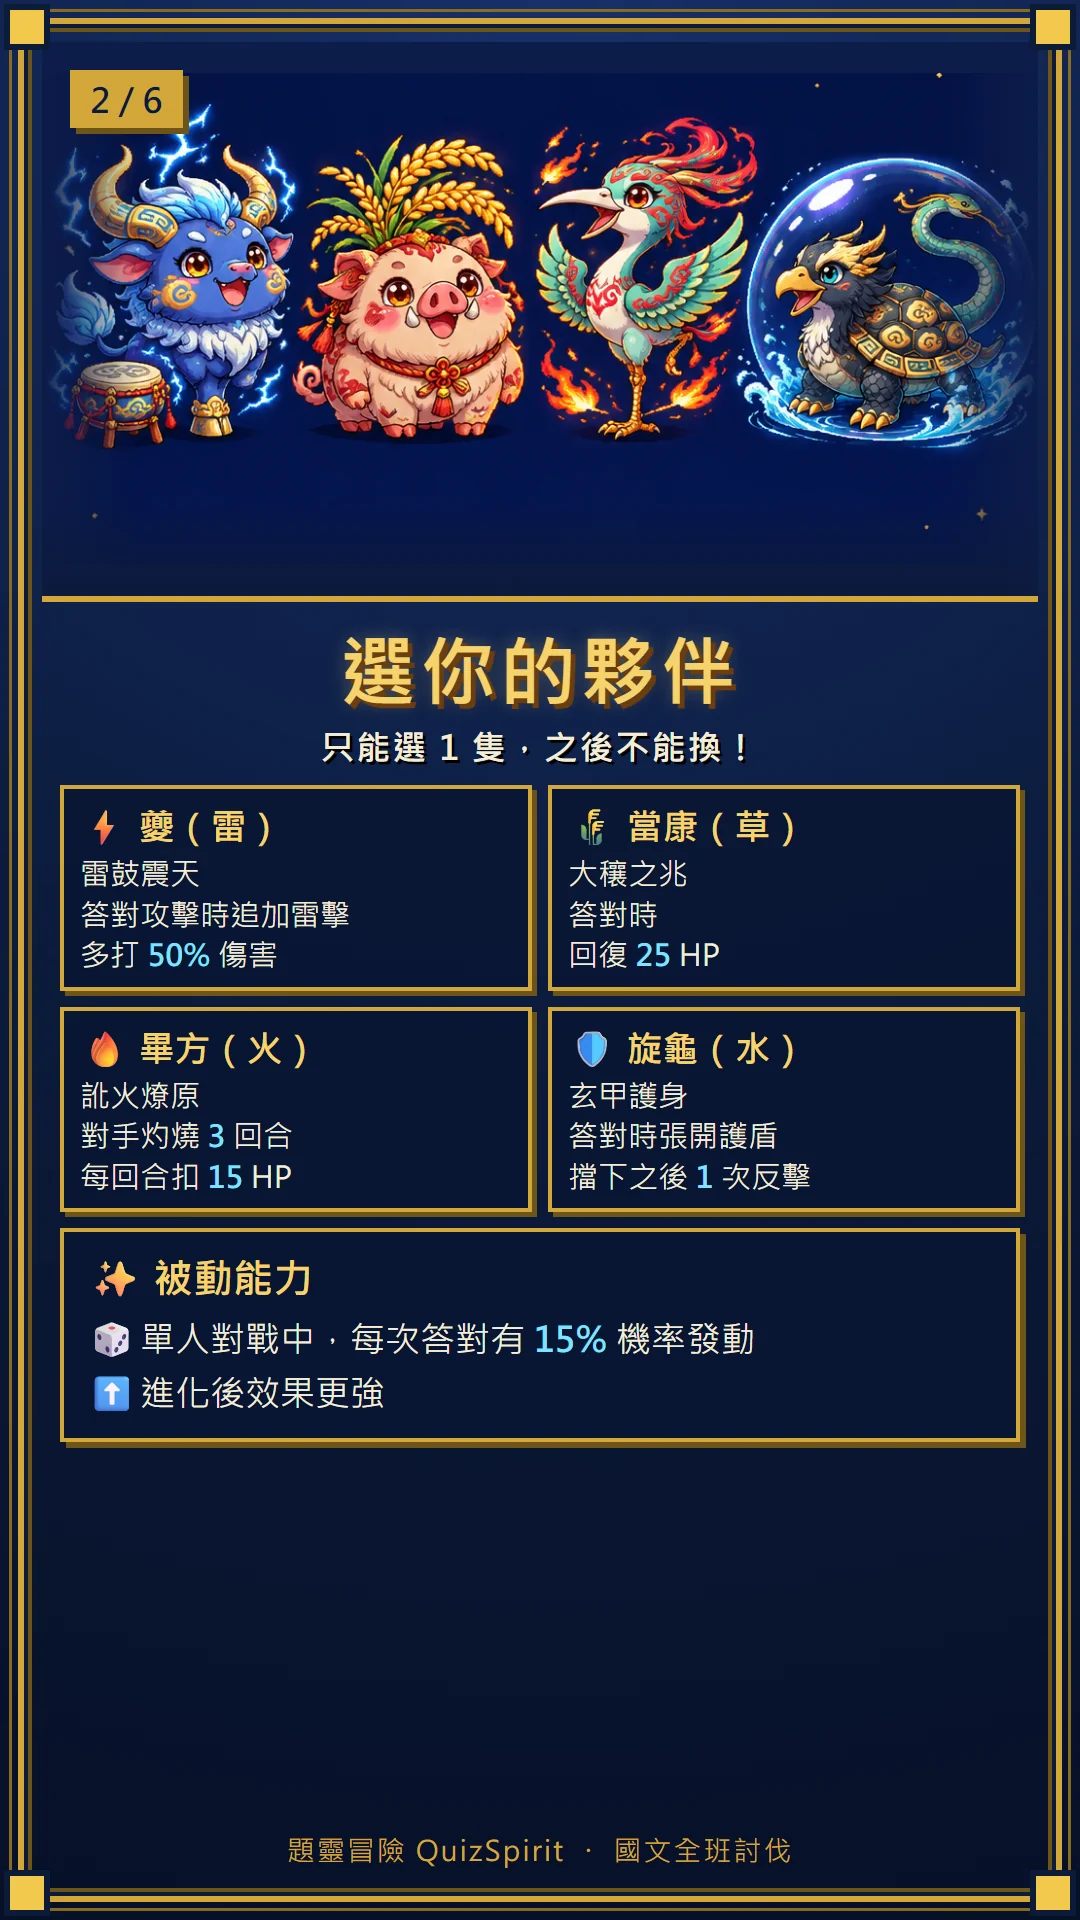 2/6
選你的夥伴
只能選 1 隻，之後不能換！
夔（雷）
雷鼓震天
答對攻擊時追加雷擊
多打 50% 傷害
當康（草）
大穰之兆
答對時
回復 25 HP
畢方（火）
訛火燎原
對手灼燒 3 回合
每回合扣 15 HP
旋龜（水）
玄甲護身
答對時張開護盾
擋下之後 1 次反擊
被動能力
單人對戰中，每次答對有 15% 機率發動
進化後效果更強
題靈冒險 QuizSpirit · 國文全班討伐